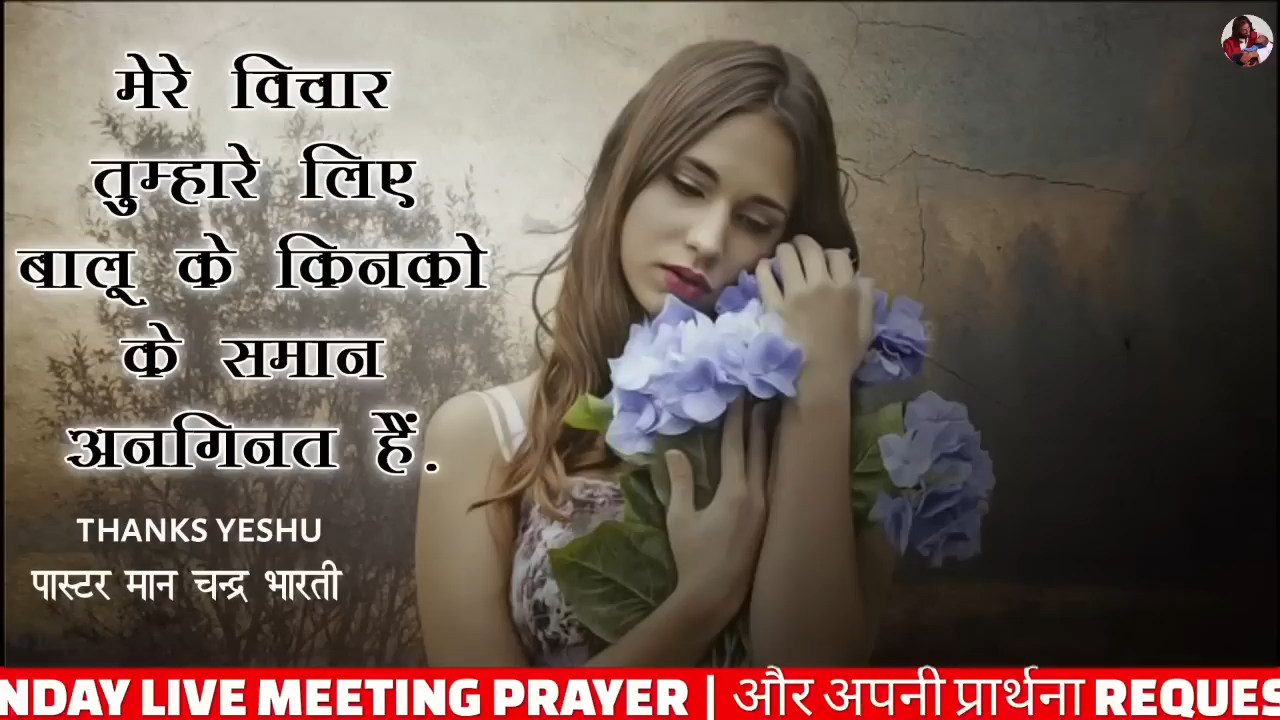 मेरे विचार
तुम्हारे लिए
बालू के किनको
के समान
अनगिनत हैं.
THANKS YESHU
पास्टर मान चन्द्र भारती
NDAY LIVE MEETING PRAYER | और अपनी प्रार्थना REQUES